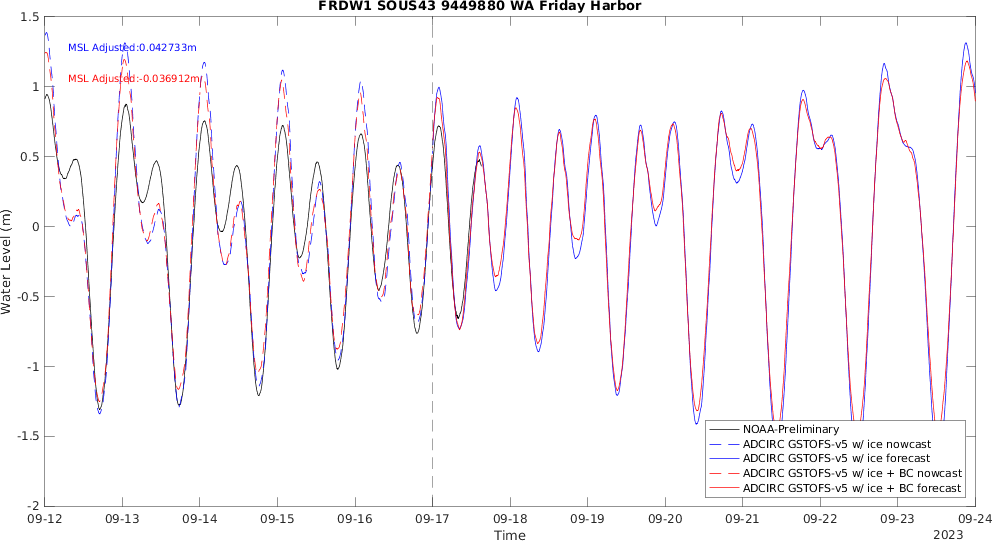 FRDW1 SOUS43 9449880 WA Friday Harbor
MSL Adjusted:0.042733m
MSL Adjusted:-0.036912m
1.5
1
0.5
0
-0.5
-1
-1.5
-2
Water Level (m)
NOAA-Preliminary
ADCIRC GSTOFS-v5 w/ ice nowcast
ADCIRC GSTOFS-v5 w/ ice forecast
ADCIRC GSTOFS-v5 w/ ice + BC nowcast
ADCIRC GSTOFS-v5 w/ ice + BC forecast
09-12 09-13 09-14 09-15 09-16 09-17 09-18 09-19 09-20 09-21 09-22 09-23 09-24
Time
2023